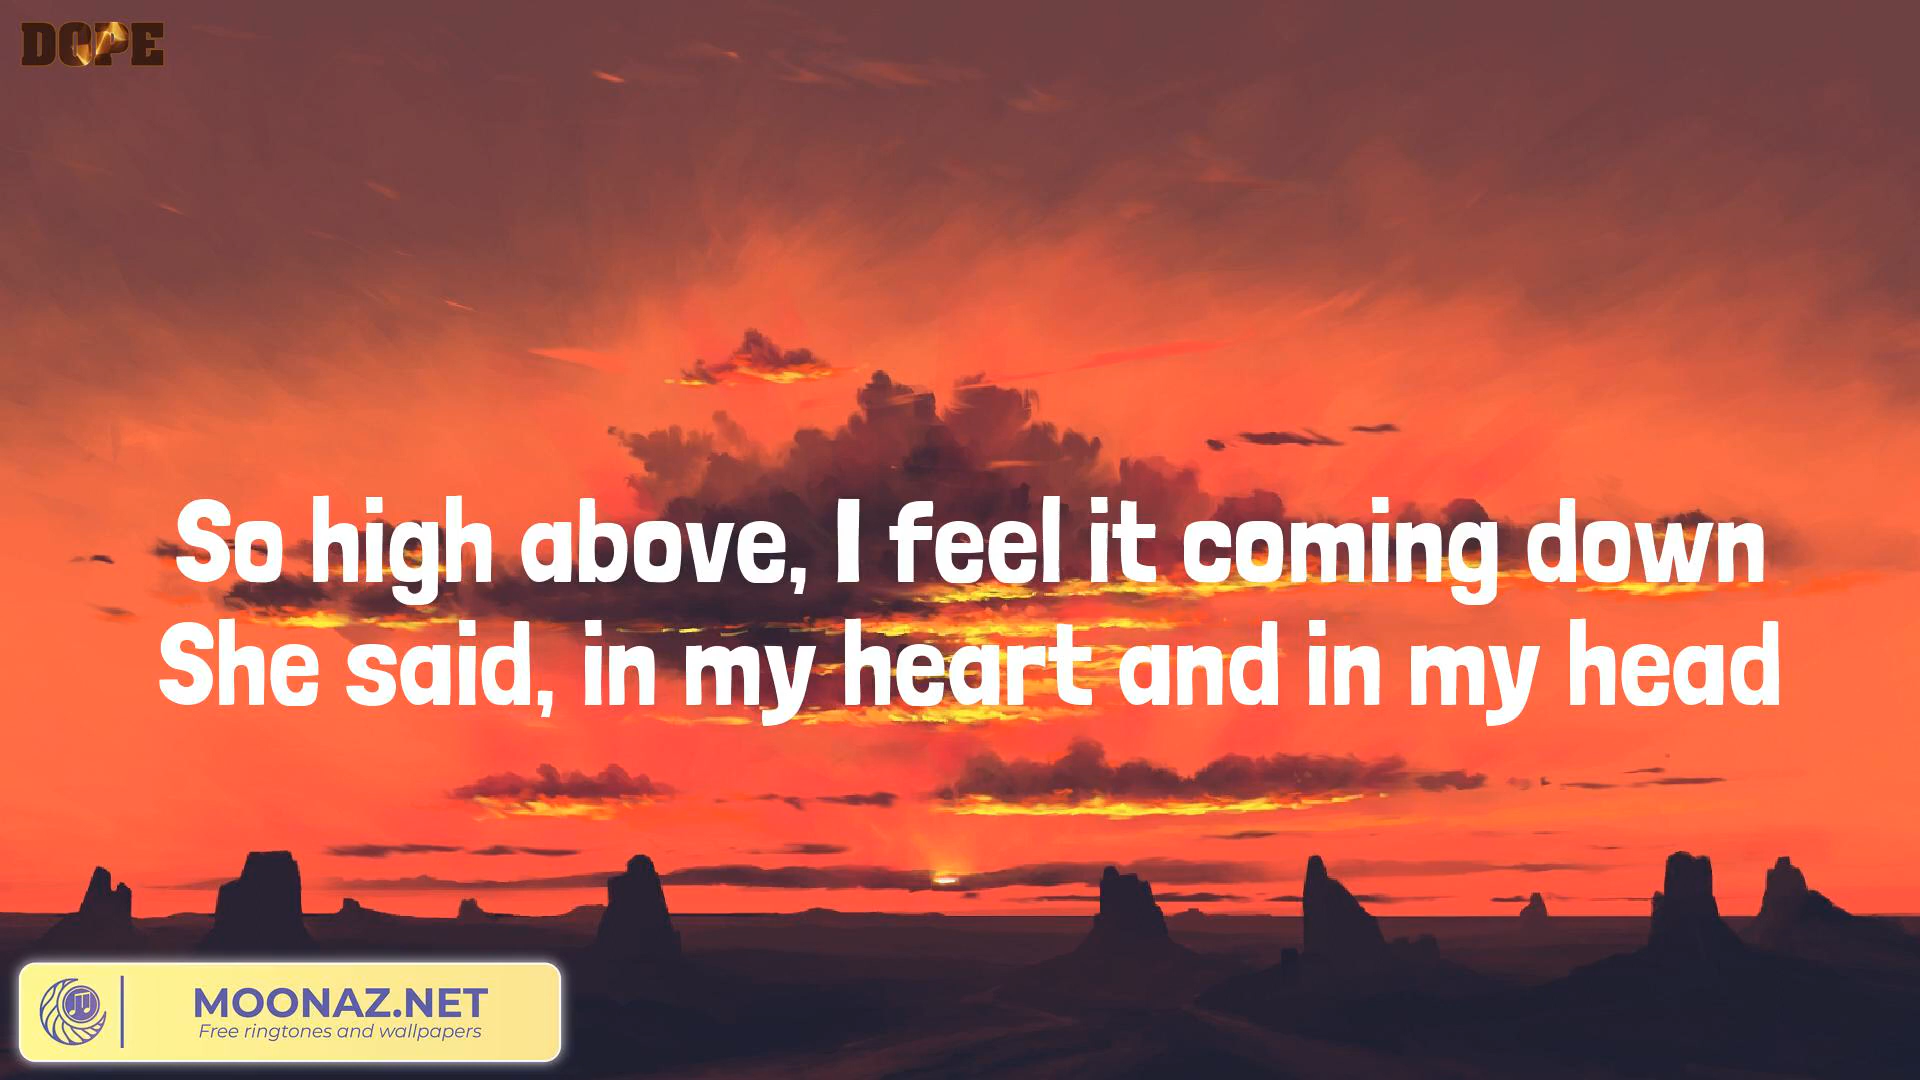 DOPE
So high above, I feel it coming down
She said, in my heart and in my head
MOONAZ.NET
Free ringtones and wallpapers